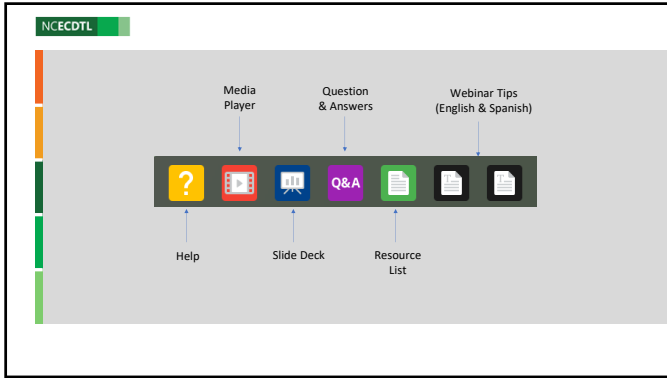 NCECDTL
Media
Player
Question
& Answers
Webinar Tips
(English & Spanish)
?
Q&A
T
T
Help
Slide Deck
Resource
List